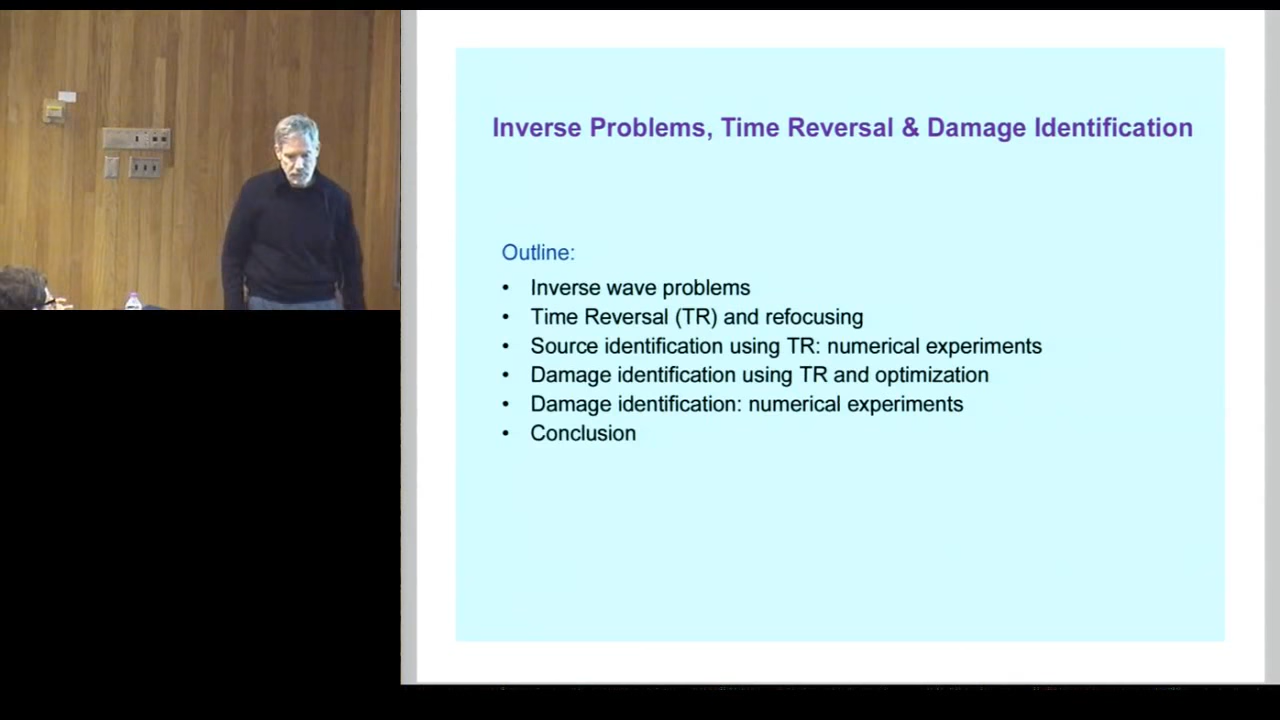 Inverse Problems, Time Reversal & Damage Identification
Outline:
• Inverse wave problems
• Time Reversal (TR) and refocusing
• Source identification using TR: numerical experiments
• Damage identification using TR and optimization
• Damage identification: numerical experiments
• Conclusion